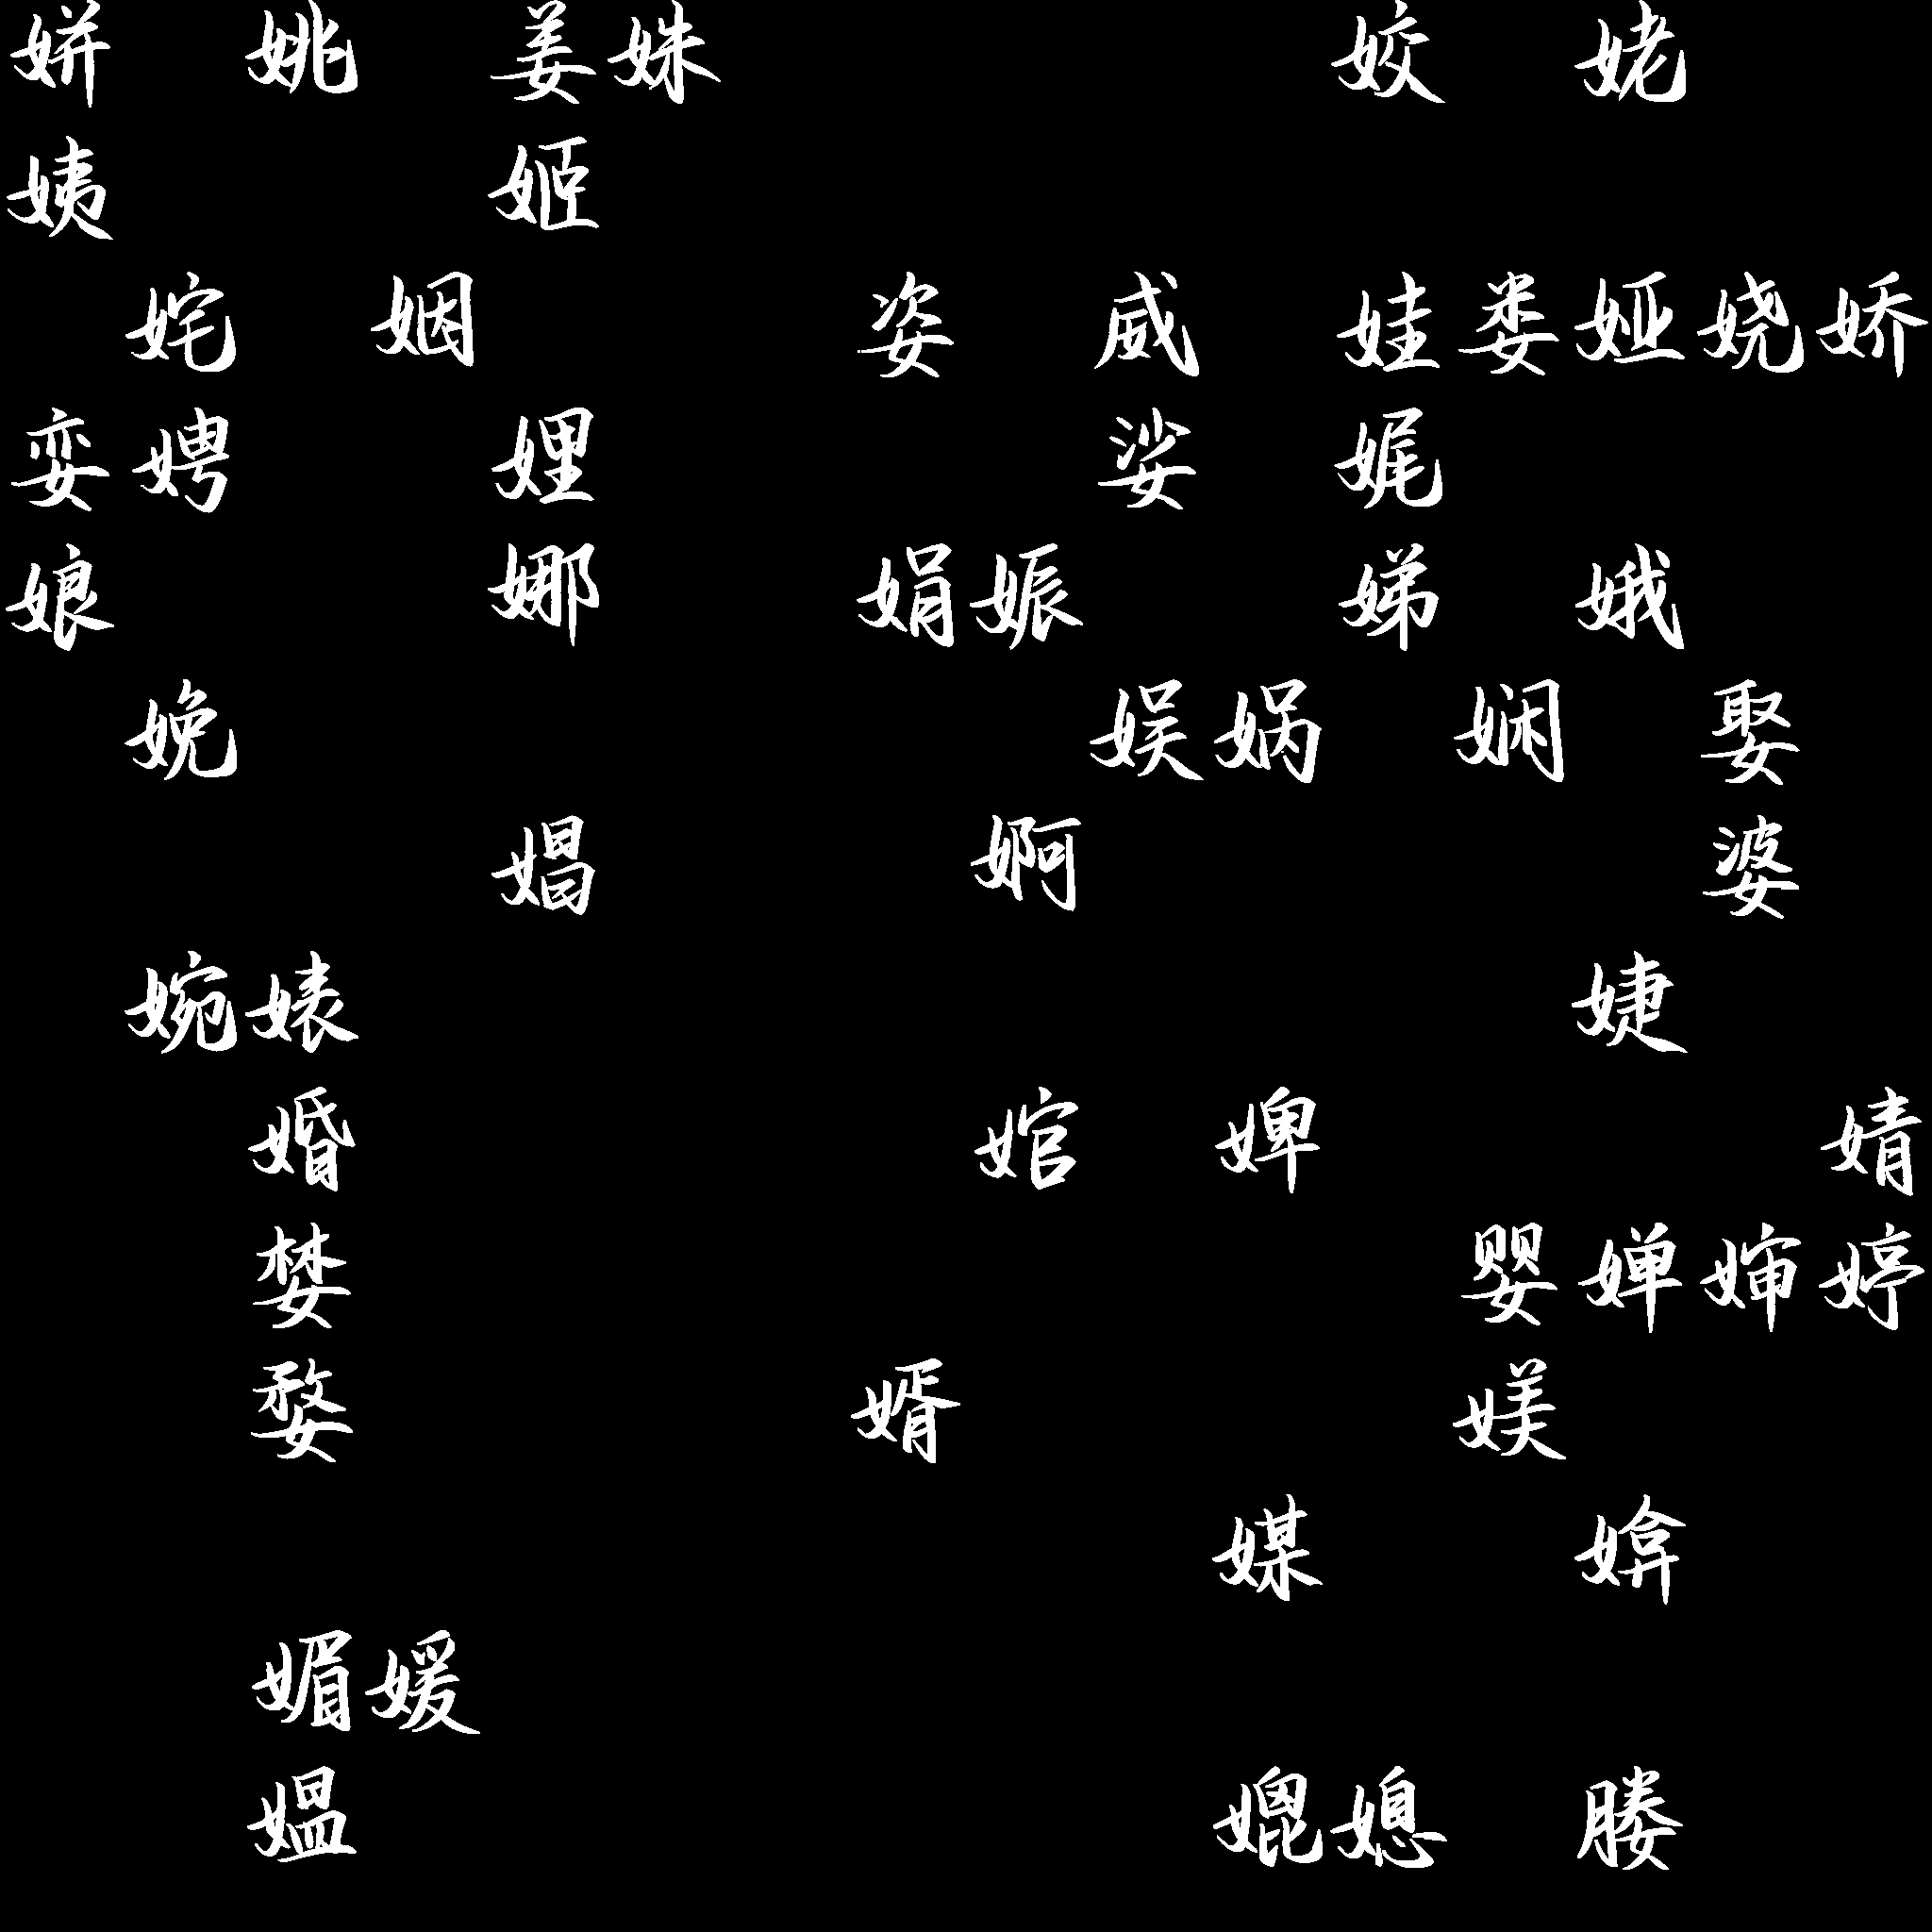 姘 姚 姜姝 姣 姥
姨 姬
姹 姻 姿 威 娃娄娅娆娇
娈娉 娌 娑 娓
娘 娜 娟娠 娣 娥
娩 娱娲 娴 娶
娼 婀 婆
婉婊 婕
婚 婠 婢 婧
婪 婴婵婶婷
婺 婿 媄
媒 媕
媚媛
媪 媲媳 媵